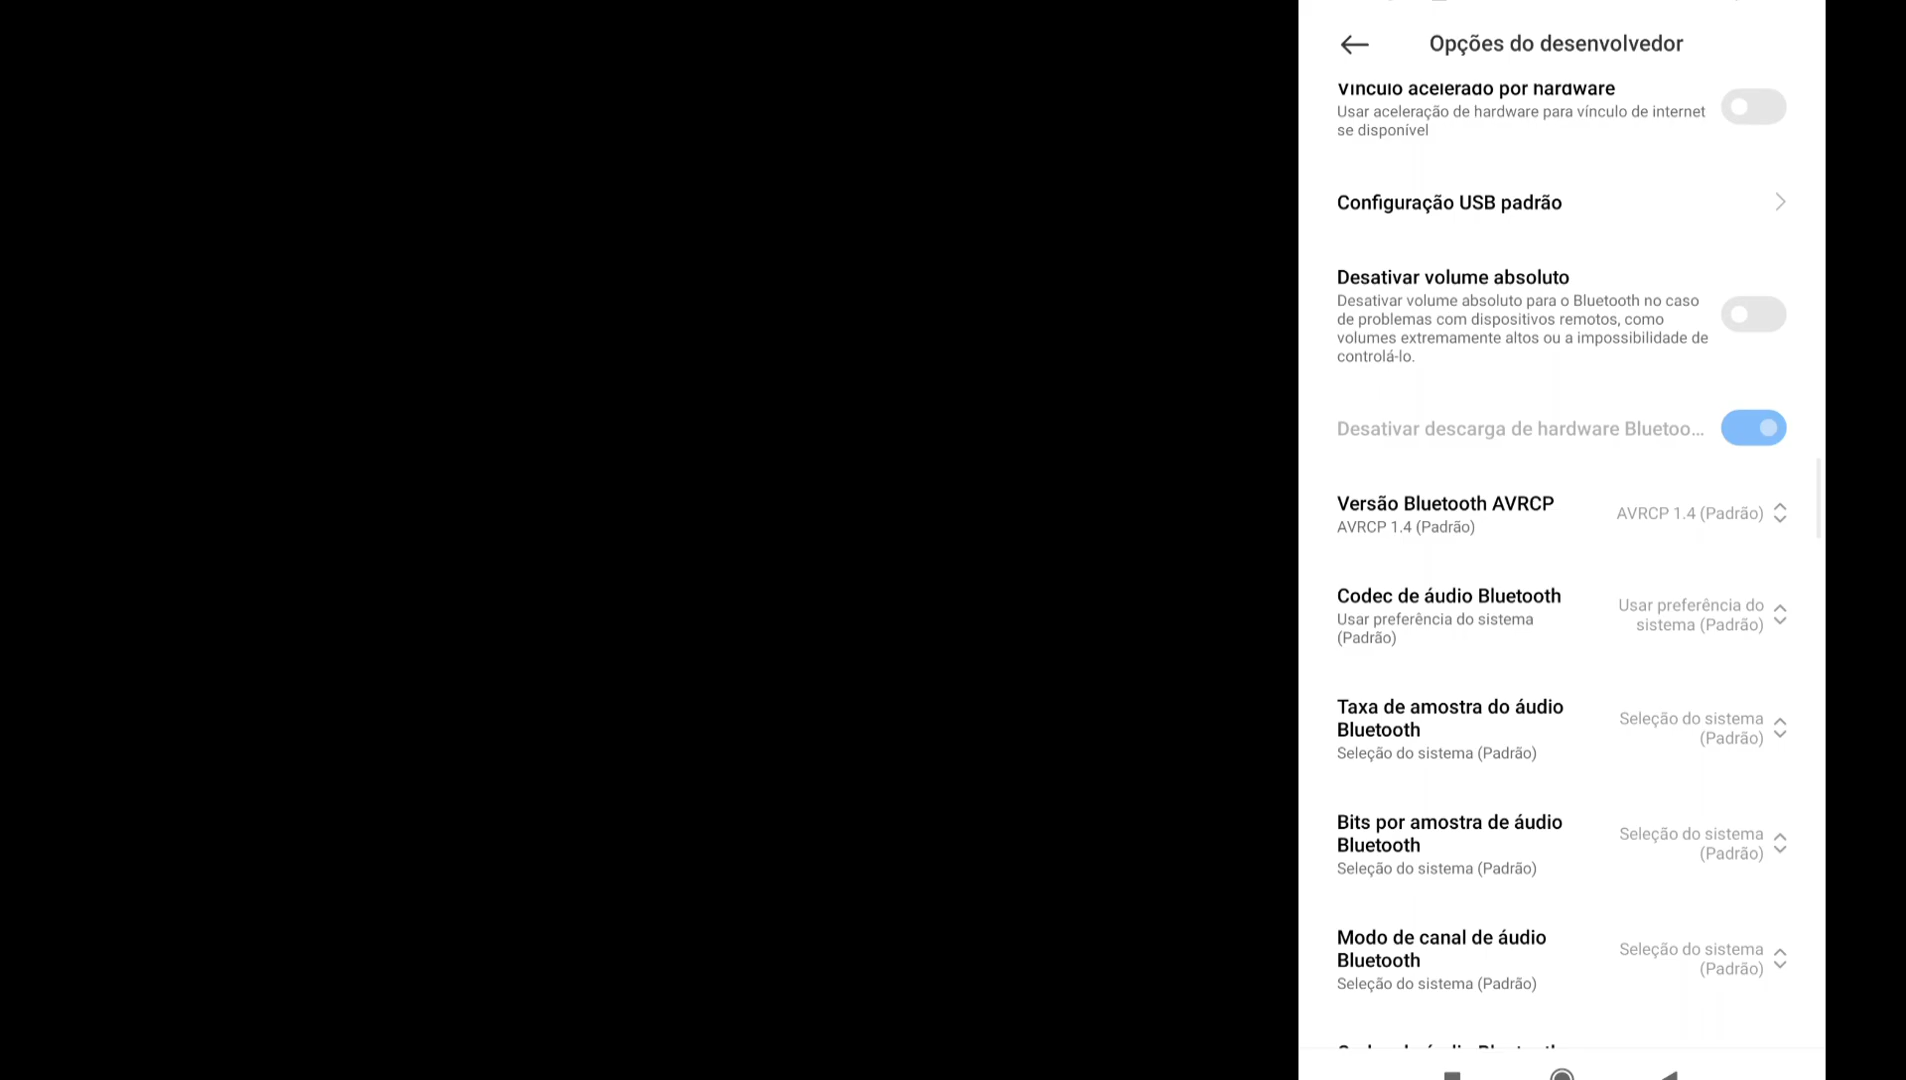 Opções do desenvolvedor
Vínculo acelerado por hardware
Usar aceleração de hardware para vínculo de internet
se disponível
Configuração USB padrão
Desativar volume absoluto
Desativar volume absoluto para o Bluetooth no caso
de problemas com dispositivos remotos, como
volumes extremamente altos ou a impossibilidade de
controlá-lo.
Desativar descarga de hardware Bluetoo...
Versão Bluetooth AVRCP
AVRCP 1.4 (Padrão)
AVRCP 1.4 (Padrão)
Codec de áudio Bluetooth
Usar preferência do sistema
(Padrão)
Usar preferência do
sistema (Padrão)
Taxa de amostra do áudio
Bluetooth
Seleção do sistema (Padrão)
Seleção do sistema
(Padrão)
Bits por amostra de áudio
Bluetooth
Seleção do sistema (Padrão)
Seleção do sistema
(Padrão)
Modo de canal de áudio
Bluetooth
Seleção do sistema (Padrão)
Seleção do sistema
(Padrão)